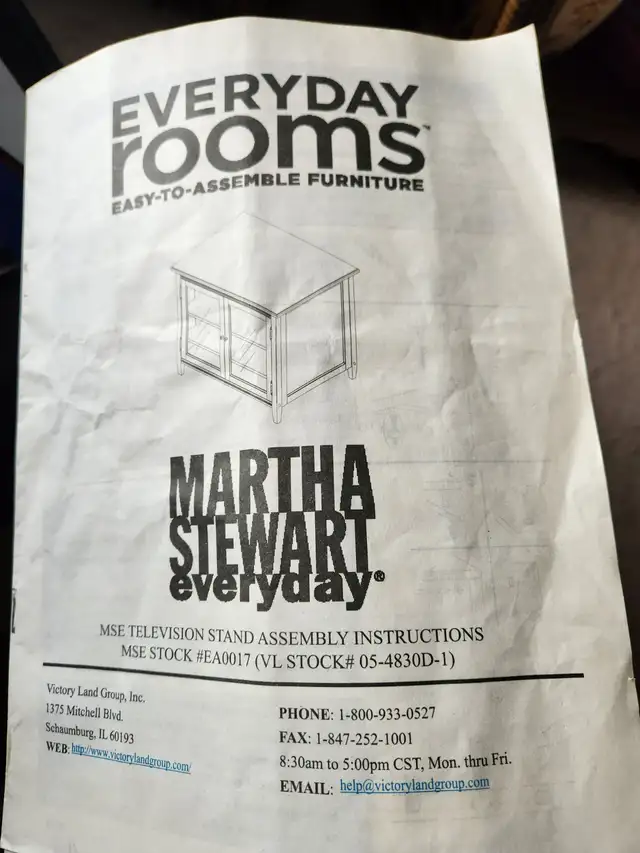 EVERYDAY
rooms™
EASY-TO-ASSEMBLE FURNITURE
MARTHA
STEWART
everyday®
MSE TELEVISION STAND ASSEMBLY INSTRUCTIONS
MSE STOCK #EA0017 (VL STOCK# 05-4830D-1)
Victory Land Group, Inc.
1375 Mitchell Blvd.
Schaumburg, IL 60193
WEB: http://www.victorylandgroup.com/
PHONE: 1-800-933-0527
FAX: 1-847-252-1001
8:30am to 5:00pm CST, Mon. thru Fri.
EMAIL: help@victorylandgroup.com